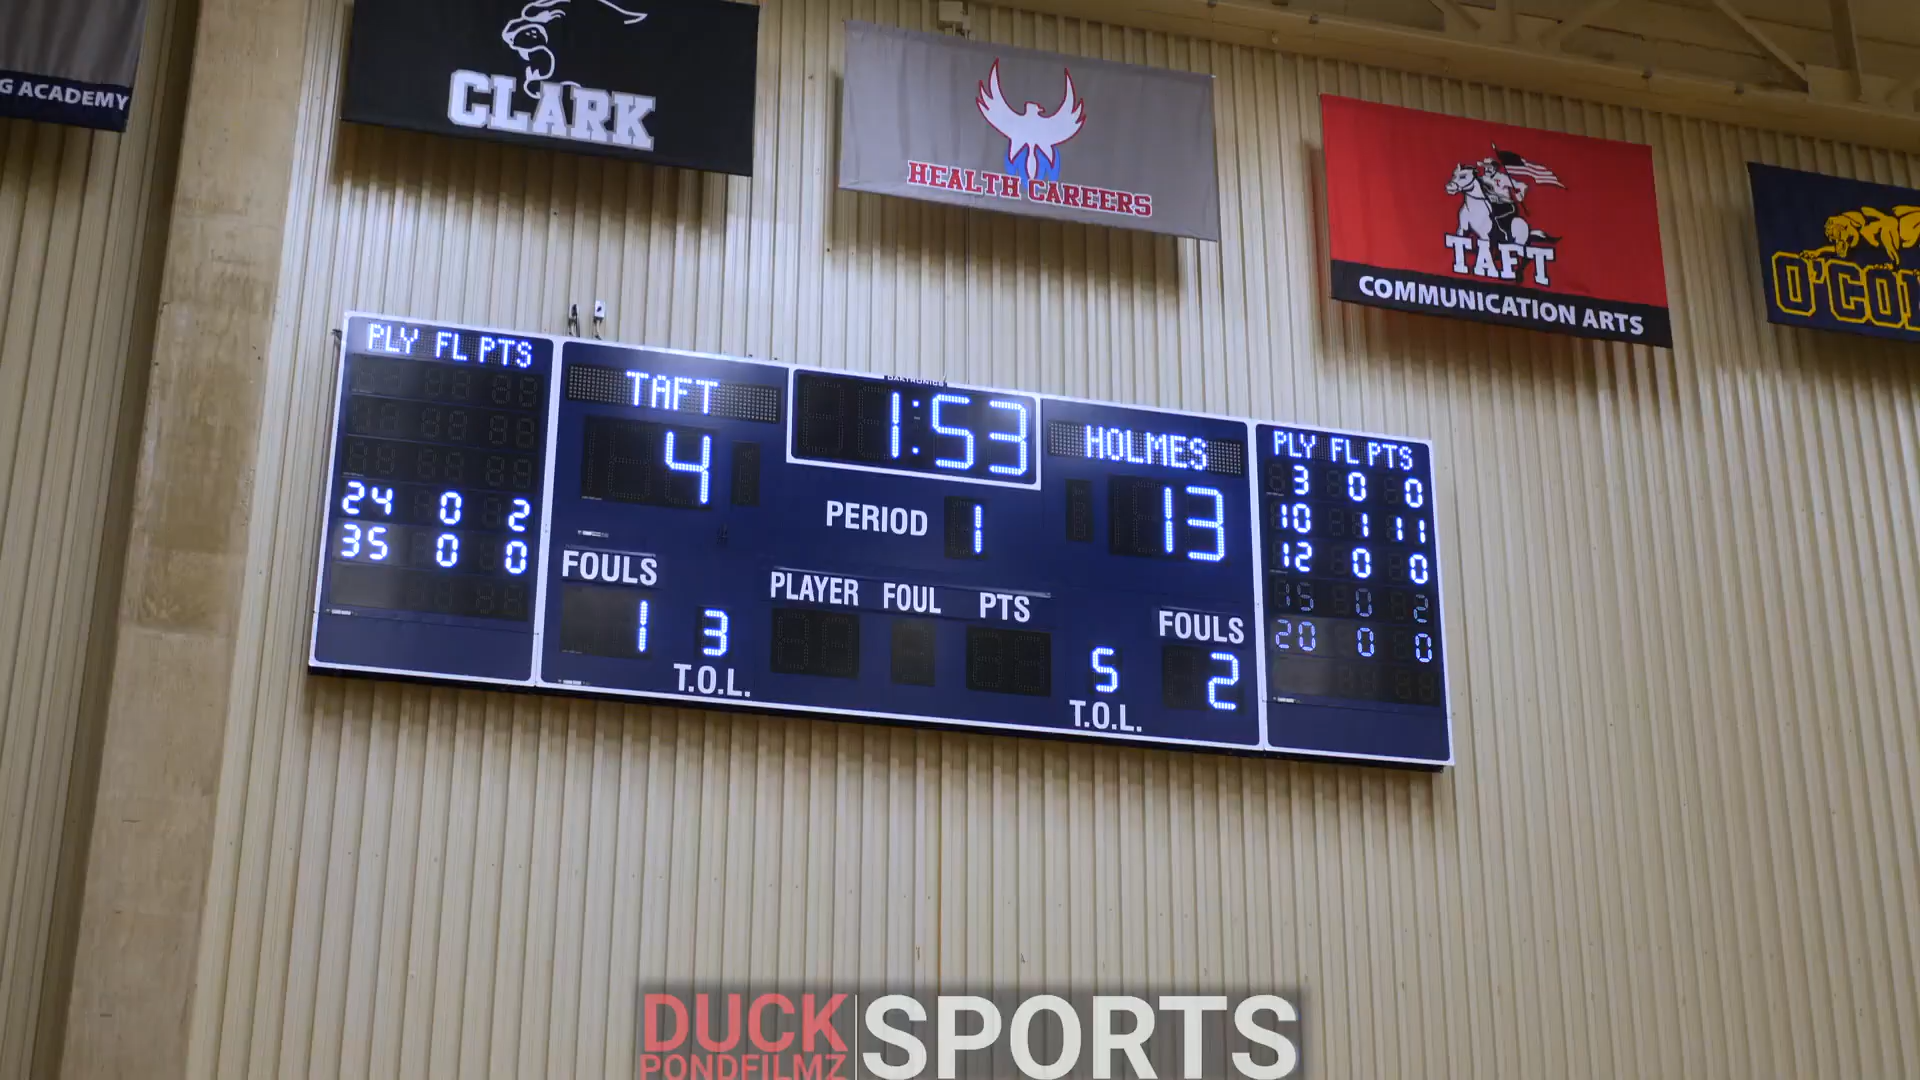 G ACADEMY
CLARK
HEALTH CAREERS
TAFT
COMMUNICATION ARTS
PLY FL PTS
24 0 2
35 0 0
TAFT
4
DAKTRONICS
1:53
HOLMES
13
PERIOD 1
FOULS
1 3
T.O.L.
PLAYER FOUL PTS
FOULS
5 2
T.O.L.
PLY FL PTS
3 0 0
10 1 11
12 0 0
15 0 2
20 0 0
DUCK
PONDFILMZ
SPORTS